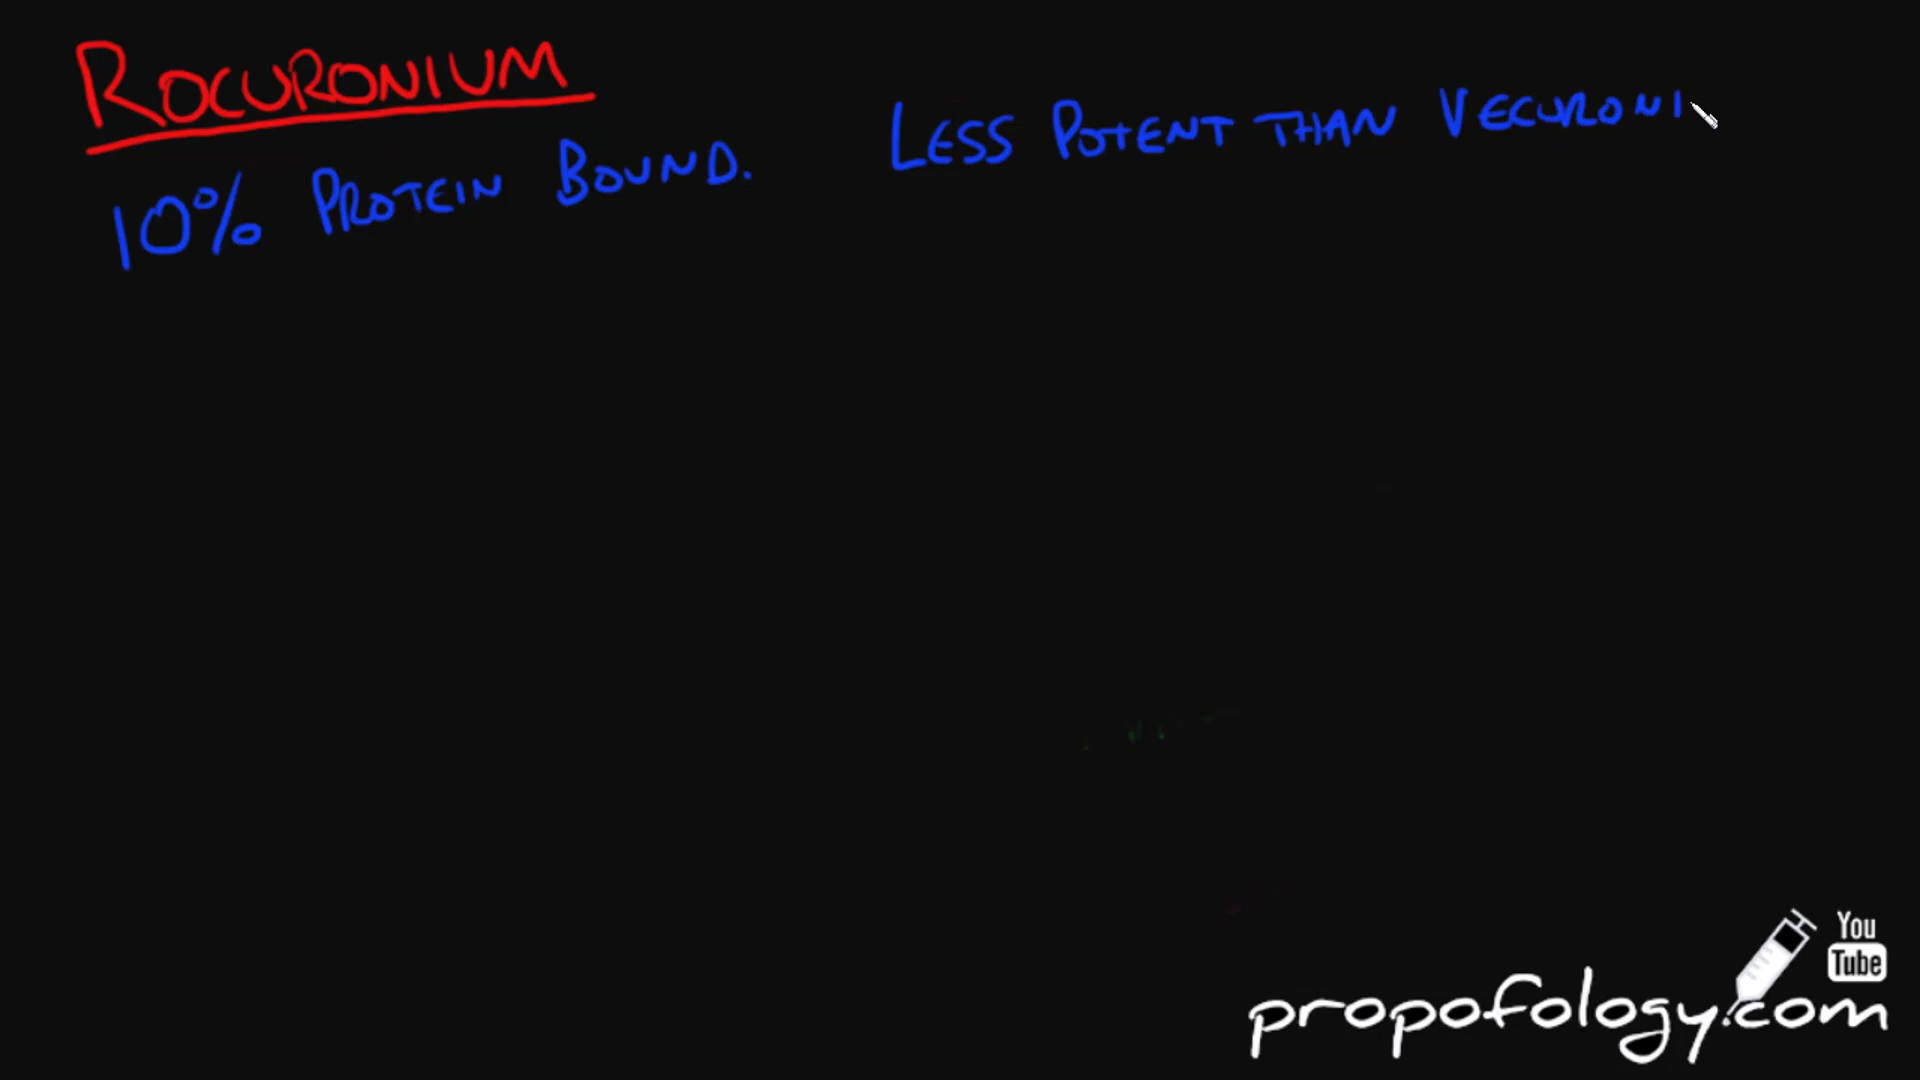 ROCURONIUM
10% PROTEIN BOUND.
LESS POTENT THAN VECURONI
You
Tube
propofology.com